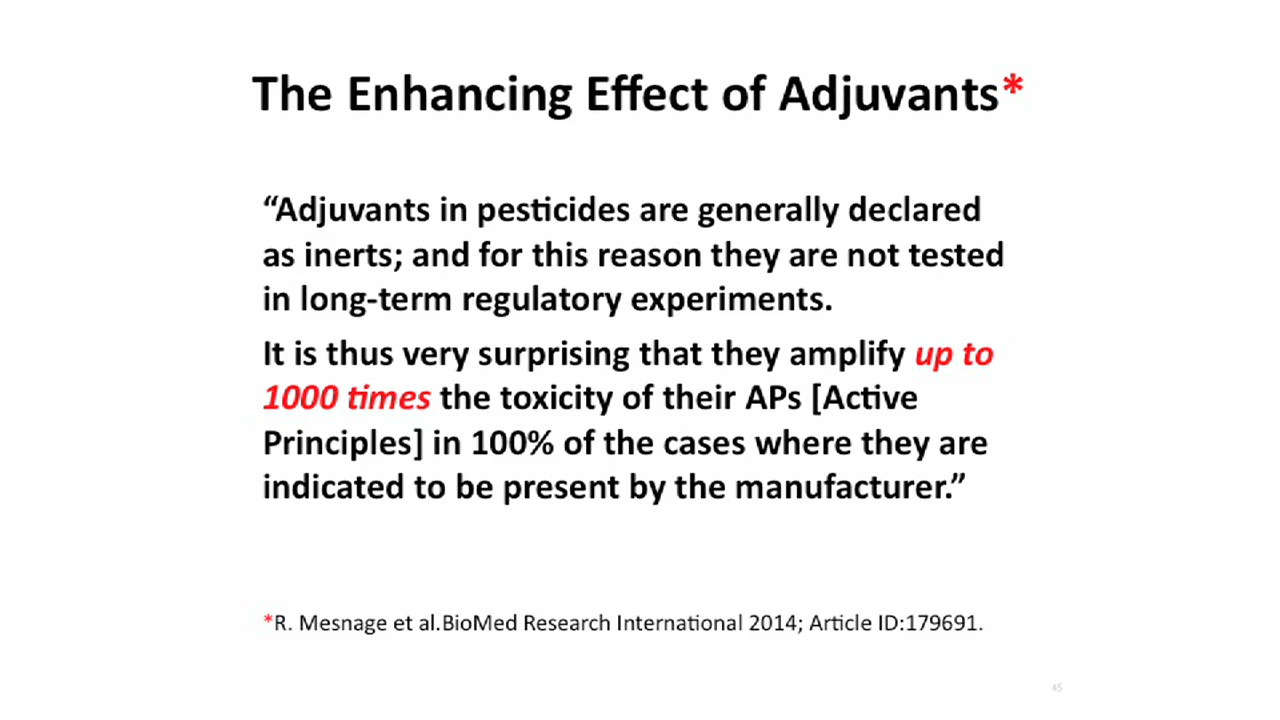 The Enhancing Effect of Adjuvants*
“Adjuvants in pesticides are generally declared
as inerts; and for this reason they are not tested
in long-term regulatory experiments.
It is thus very surprising that they amplify up to
1000 times the toxicity of their APs [Active
Principles] in 100% of the cases where they are
indicated to be present by the manufacturer.”
*R. Mesnage et al.BioMed Research International 2014; Article ID:179691.
45